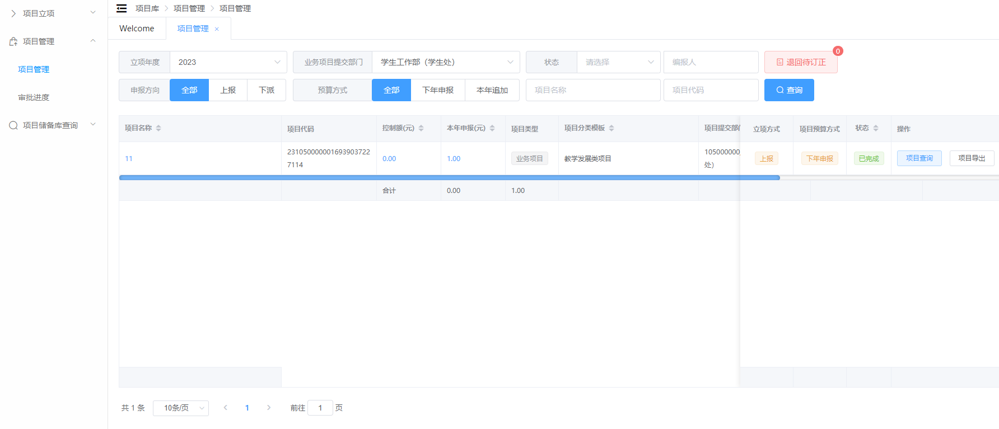 项目立项
项目管理
项目管理
审批进度
项目储备库查询
项目库 项目管理 项目管理
Welcome 项目管理
立项年度 2023 业务项目提交部门 学生工作部（学生处） 状态 请选择 编报人 退回待订正 0
申报方向 全部 上报 下派 预算方式 全部 下年申报 本年追加 项目名称 项目代码 查询
项目名称 项目代码 控制额(元) 本年申报(元) 项目类型 项目分类模板 项目提交部 立项方式 项目预算方式 状态 操作
11 231050000001693903722 0.00 1.00 业务项目 教学发展类项目 105000000 上报 下年申报 已完成 项目查询 项目导出
7114 处）
合计 0.00 1.00
共 1 条 10条/页 1 前往 1 页